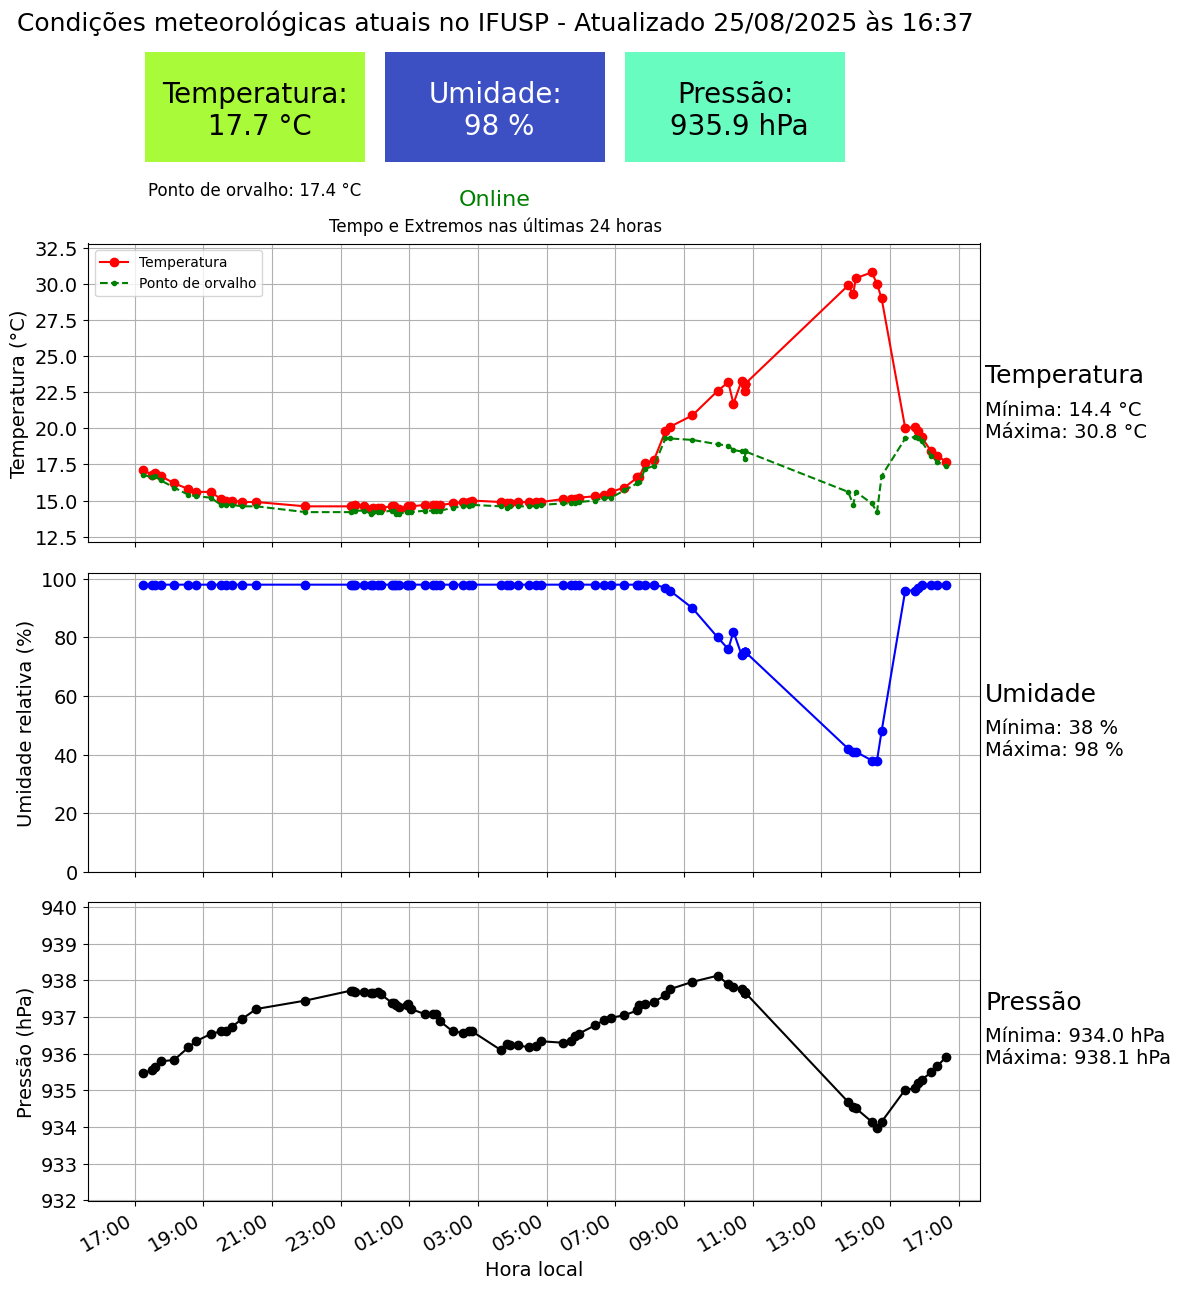 Condições meteorológicas atuais no IFUSP - Atualizado 25/08/2025 às 16:37
Temperatura:
17.7 °C
Umidade:
98 %
Pressão:
935.9 hPa
Ponto de orvalho: 17.4 °C
Online
Tempo e Extremos nas últimas 24 horas
Temperatura (°C)
32.5
30.0
27.5
25.0
22.5
20.0
17.5
15.0
12.5
Temperatura
Ponto de orvalho
Temperatura
Mínima: 14.4 °C
Máxima: 30.8 °C
Umidade relativa (%)
100
80
60
40
20
0
Umidade
Mínima: 38 %
Máxima: 98 %
Pressão (hPa)
940
939
938
937
936
935
934
933
932
Pressão
Mínima: 934.0 hPa
Máxima: 938.1 hPa
17:00
19:00
21:00
23:00
01:00
03:00
05:00
07:00
09:00
11:00
13:00
15:00
17:00
Hora local